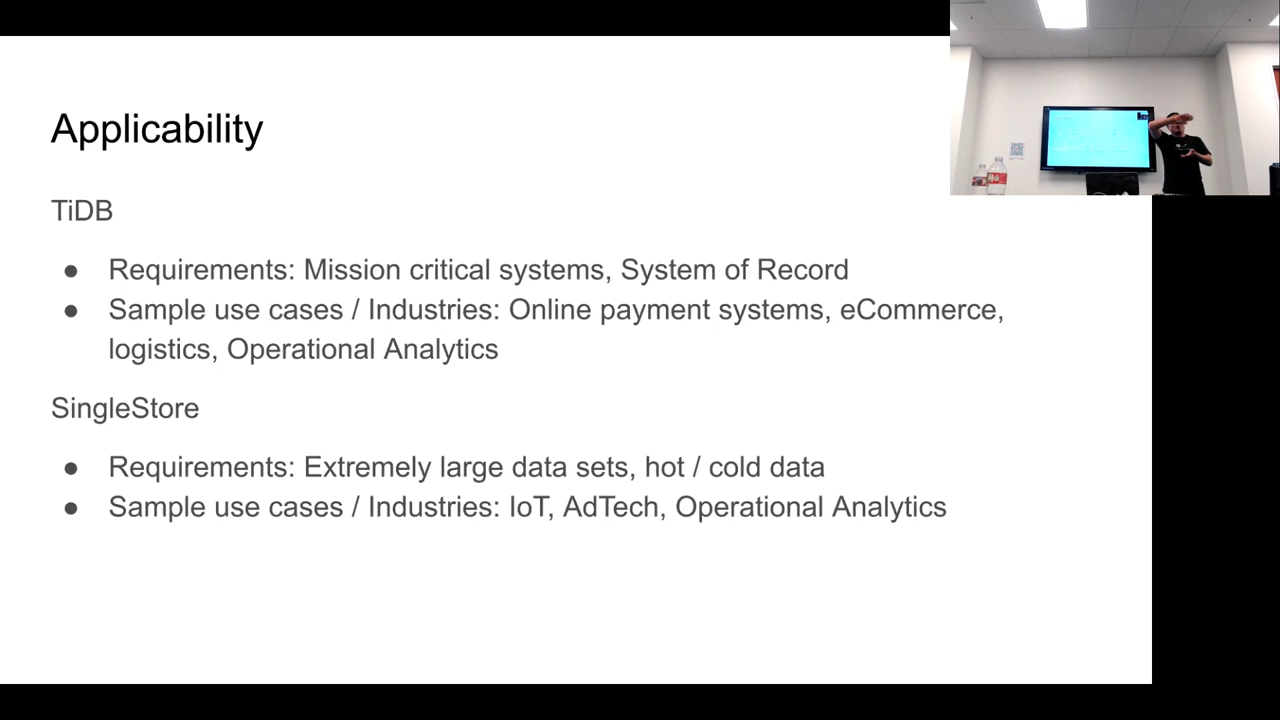 Applicability
TiDB
● Requirements: Mission critical systems, System of Record
● Sample use cases / Industries: Online payment systems, eCommerce,
logistics, Operational Analytics
SingleStore
● Requirements: Extremely large data sets, hot / cold data
● Sample use cases / Industries: IoT, AdTech, Operational Analytics